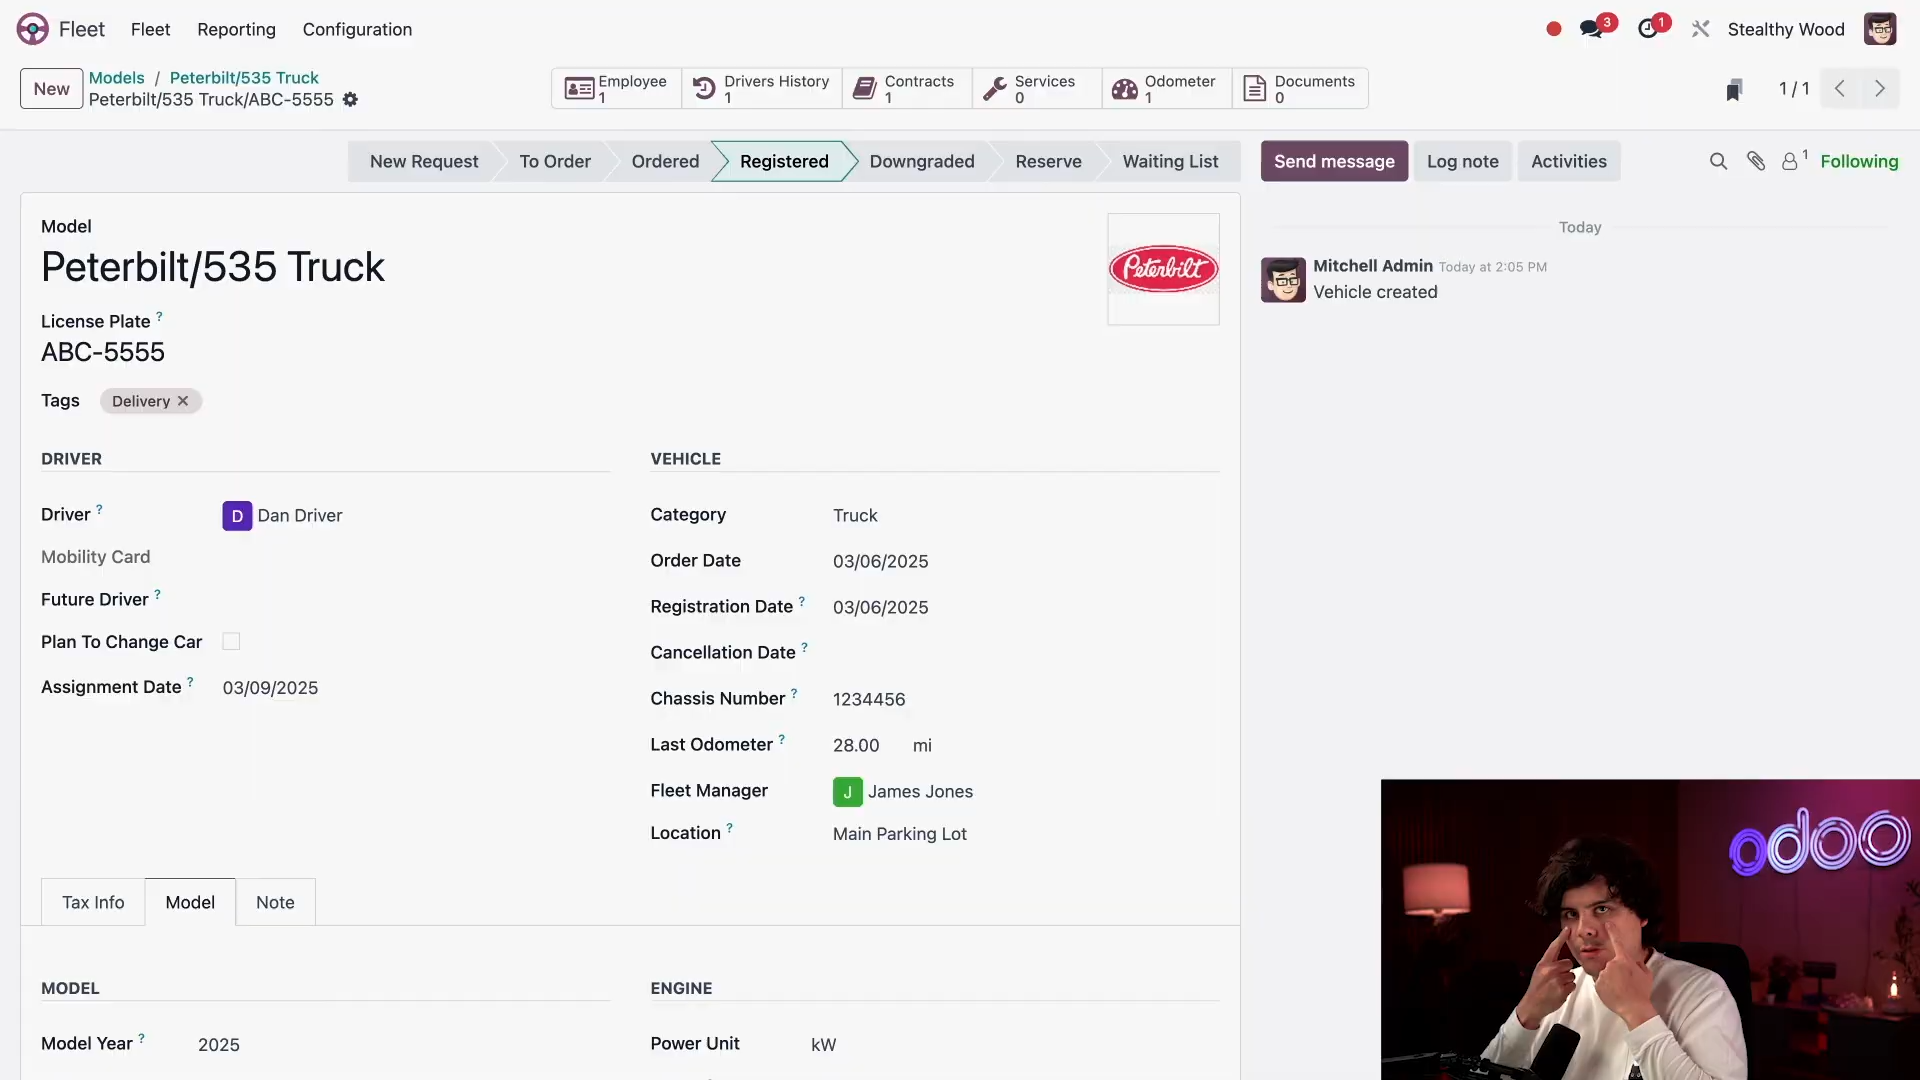 Fleet Fleet Reporting Configuration 3 1 Stealthy Wood
New Models / Peterbilt/535 Truck
Peterbilt/535 Truck/ABC-5555
Employee 1
Drivers History 1
Contracts 1
Services 0
Odometer 1
Documents 0
1 / 1
New Request To Order Ordered Registered Downgraded Reserve Waiting List
Send message Log note Activities 1 Following
Model
Peterbilt/535 Truck
Peterbilt
License Plate ?
ABC-5555
Tags Delivery
DRIVER
Driver ? D Dan Driver
Mobility Card
Future Driver ?
Plan To Change Car
Assignment Date ? 03/09/2025
VEHICLE
Category Truck
Order Date 03/06/2025
Registration Date ? 03/06/2025
Cancellation Date ?
Chassis Number ? 1234456
Last Odometer ? 28.00 mi
Fleet Manager J James Jones
Location ? Main Parking Lot
Tax Info Model Note
MODEL
Model Year ? 2025
ENGINE
Power Unit kW
Today
Mitchell Admin Today at 2:05 PM
Vehicle created
odoo